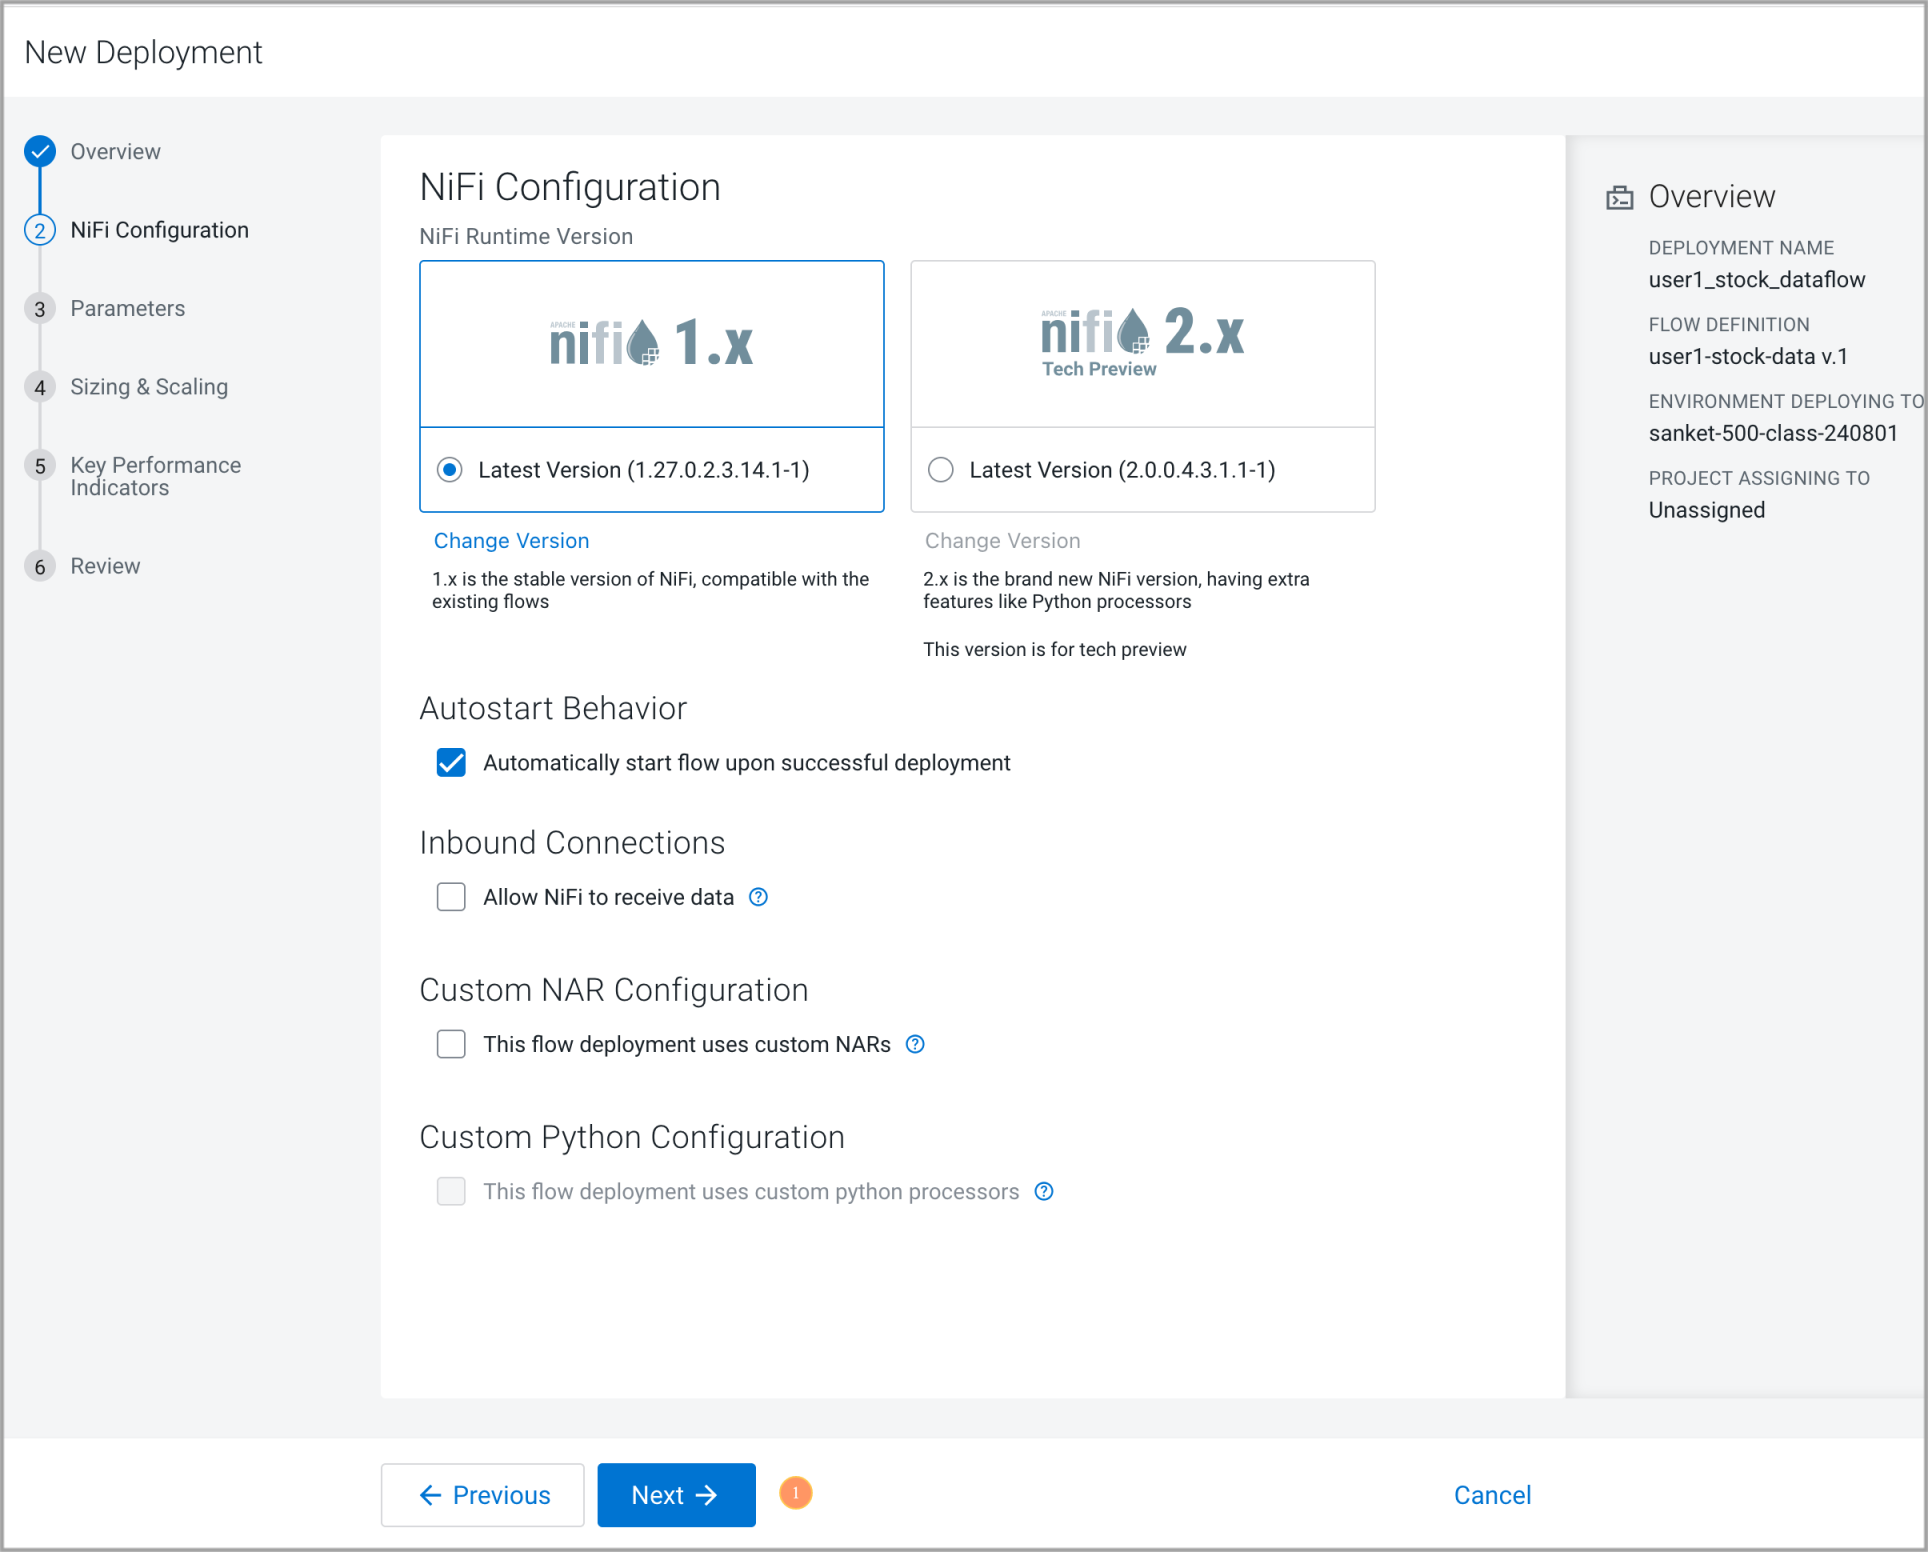 New Deployment
Overview
2 NiFi Configuration
3 Parameters
4 Sizing & Scaling
5 Key Performance
Indicators
6 Review
NiFi Configuration
NiFi Runtime Version
APACHE
nifi 1.x
Latest Version (1.27.0.2.3.14.1-1)
Change Version
1.x is the stable version of NiFi, compatible with the
existing flows
APACHE
nifi 2.x
Tech Preview
Latest Version (2.0.0.4.3.1.1-1)
Change Version
2.x is the brand new NiFi version, having extra
features like Python processors
This version is for tech preview
Autostart Behavior
Automatically start flow upon successful deployment
Inbound Connections
Allow NiFi to receive data ?
Custom NAR Configuration
This flow deployment uses custom NARs ?
Custom Python Configuration
This flow deployment uses custom python processors ?
Overview
DEPLOYMENT NAME
user1_stock_dataflow
FLOW DEFINITION
user1-stock-data v.1
ENVIRONMENT DEPLOYING TO
sanket-500-class-240801
PROJECT ASSIGNING TO
Unassigned
Previous
Next
1
Cancel